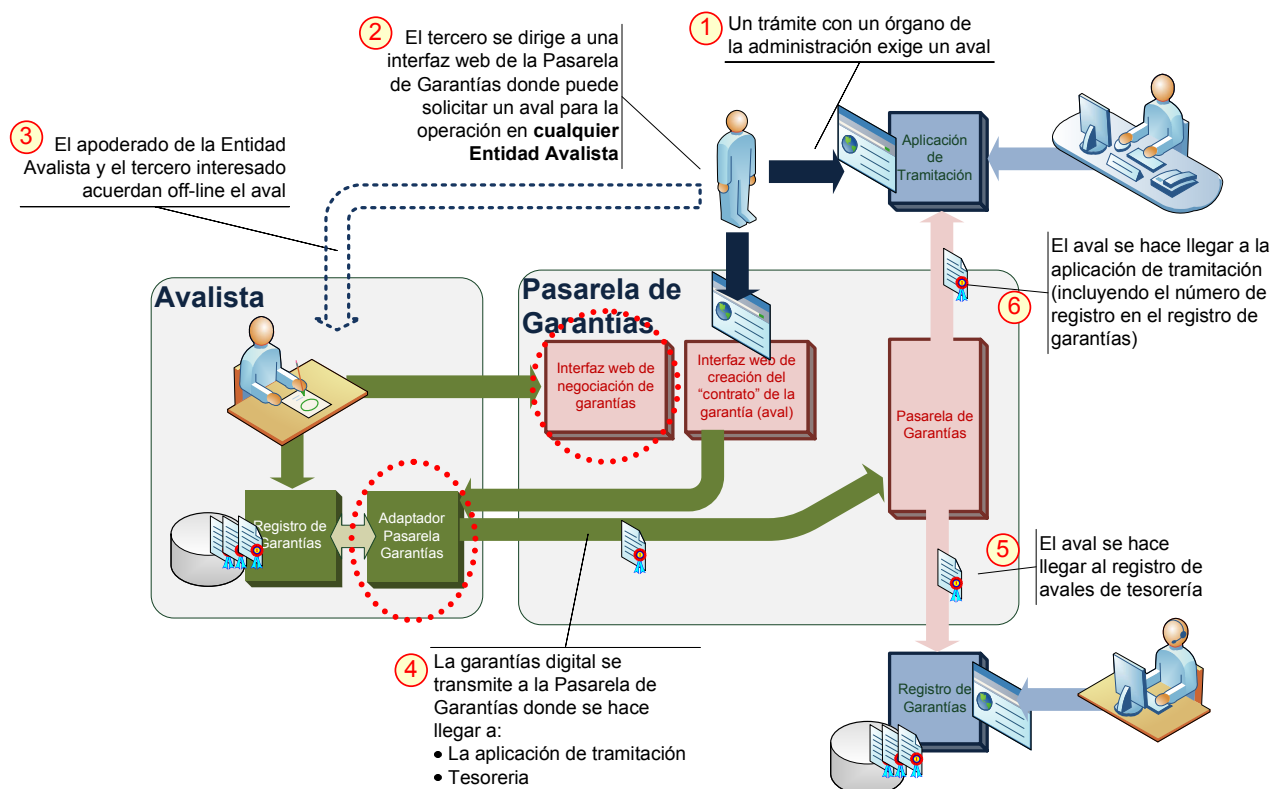 1
Un trámite con un órgano de
la administración exige un aval
2
El tercero se dirige a una
interfaz web de la Pasarela
de Garantías donde puede
solicitar un aval para la
operación en cualquier
Entidad Avalista
3
El apoderado de la Entidad
Avalista y el tercero interesado
acuerdan off-line el aval
Aplicación
de
Tramitación
El aval se hace llegar a la
aplicación de tramitación
(incluyendo el número de
registro en el registro de
garantías)
6
Avalista
Pasarela de
Garantías
Interfaz web de
negociación de
garantías
Interfaz web de
creación del
“contrato” de la
garantía (aval)
Pasarela de
Garantías
Registro de
Garantías
Adaptador
Pasarela
Garantías
5
El aval se hace
llegar al registro de
avales de tesorería
4
La garantías digital se
transmite a la Pasarela de
Garantías donde se hace
llegar a:
• La aplicación de tramitación
• Tesoreria
Registro de
Garantías